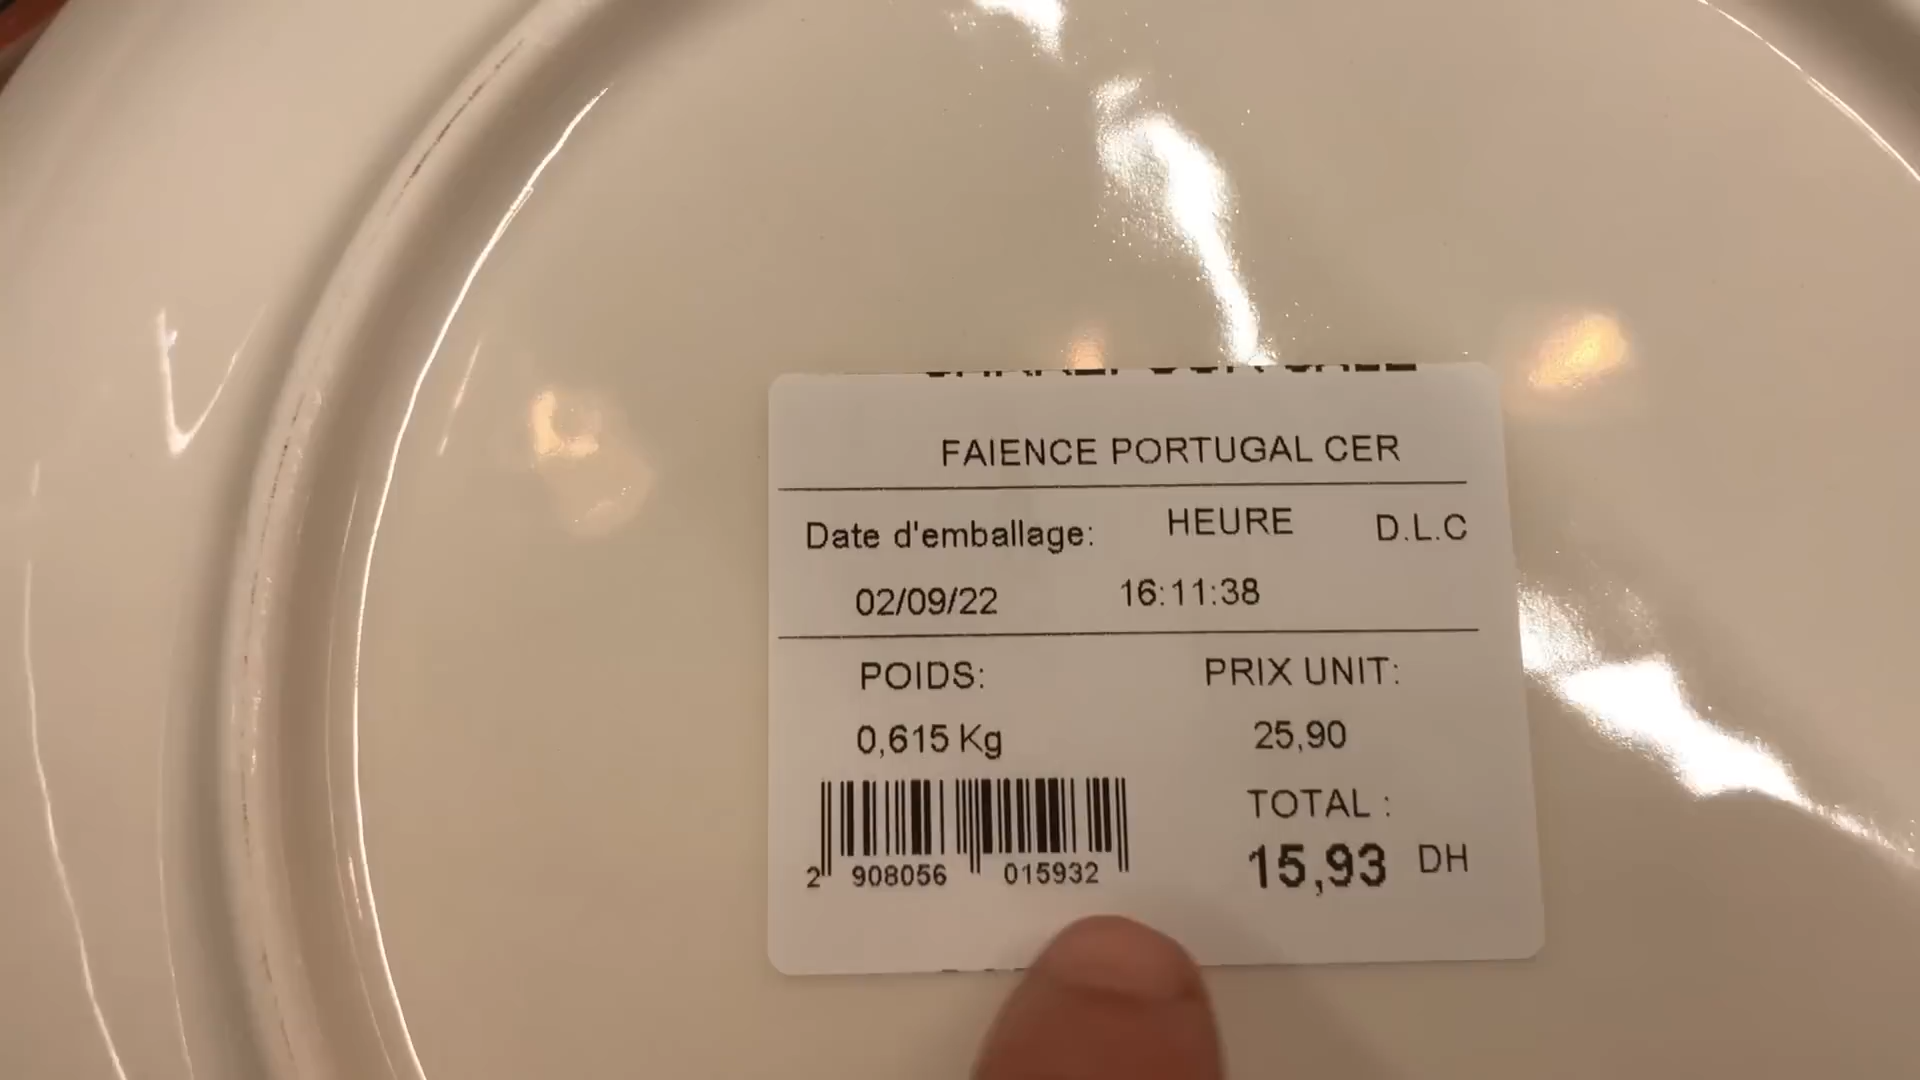 FAIENCE PORTUGAL CER
Date d'emballage: HEURE D.L.C
02/09/22 16:11:38
POIDS: PRIX UNIT:
0,615 Kg 25,90
TOTAL :
15,93 DH
2 908056 015932